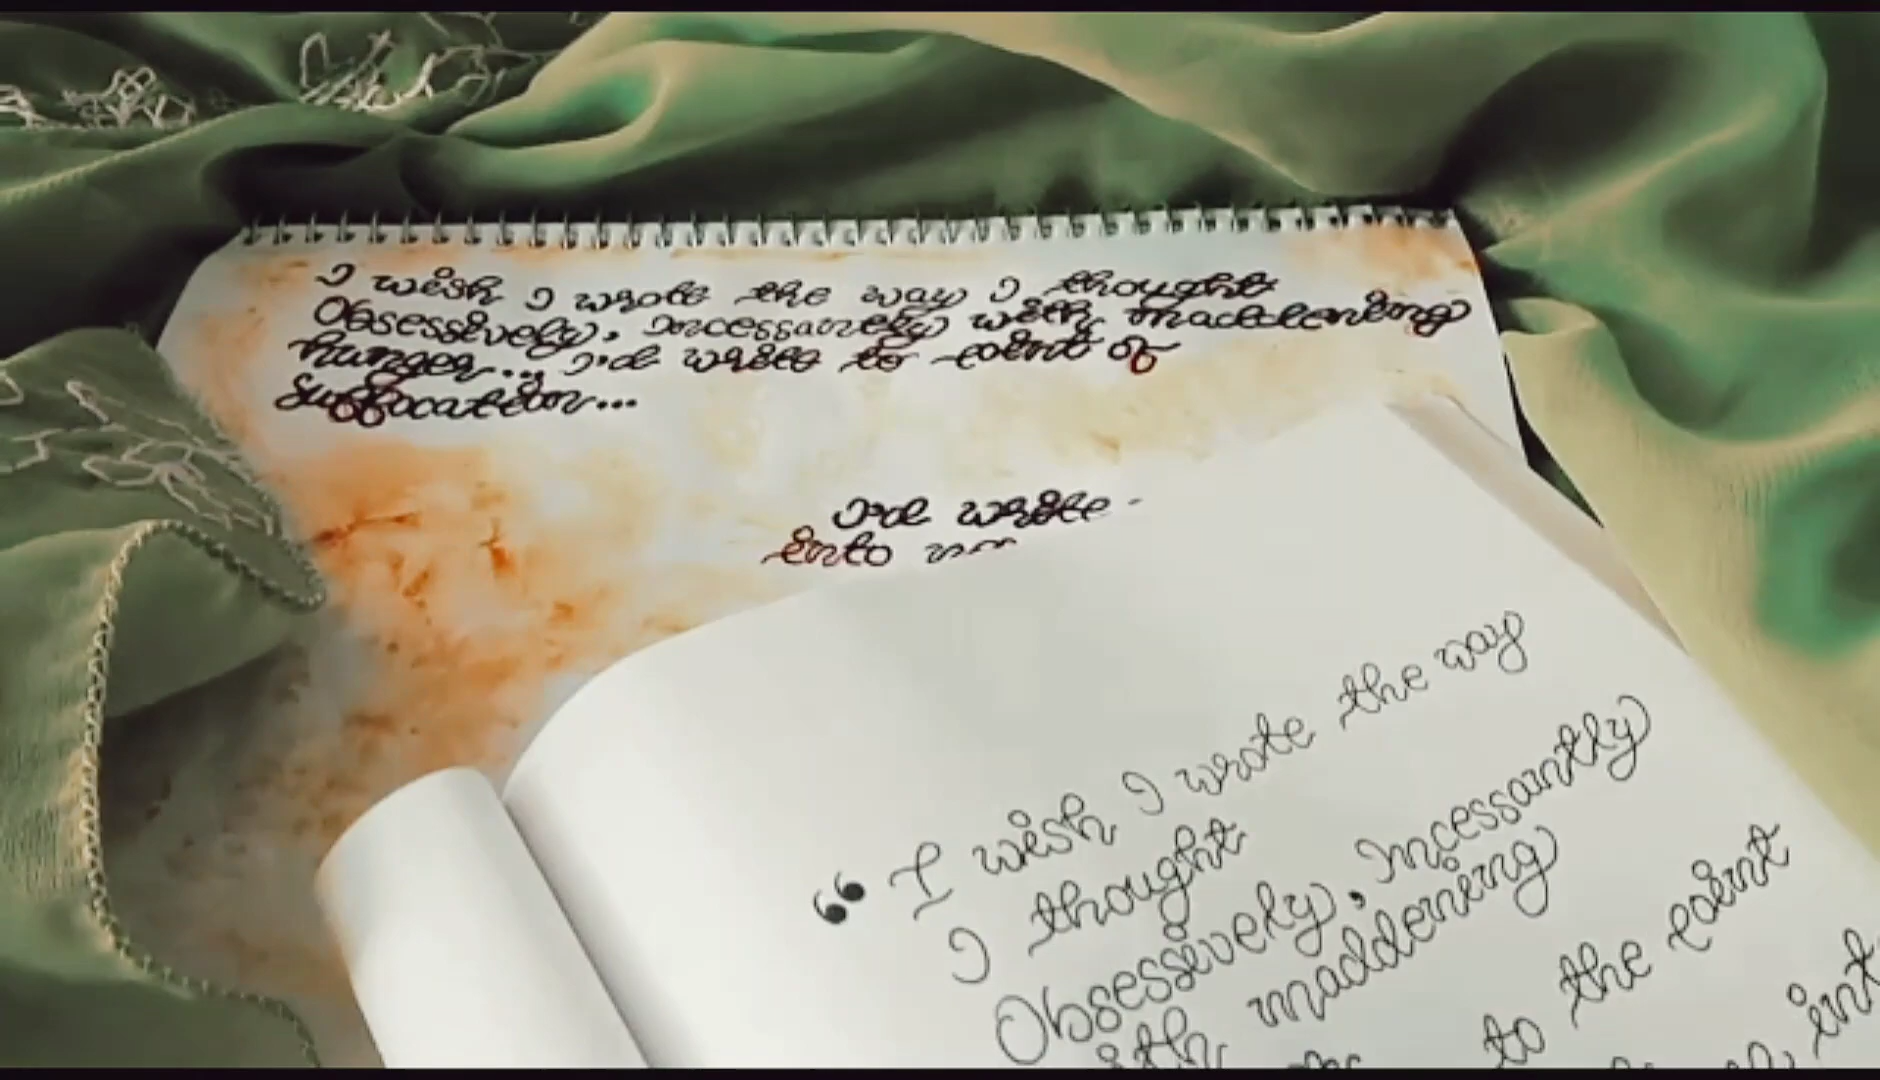 I wish I wrote the way I thought
Obsessively, Incessantly with maddening
hunger... I'd write to point of
suffocation...
I'd write
into
“ I wish I wrote the way
I thought
Obsessively, Incessantly
maddening
to the point